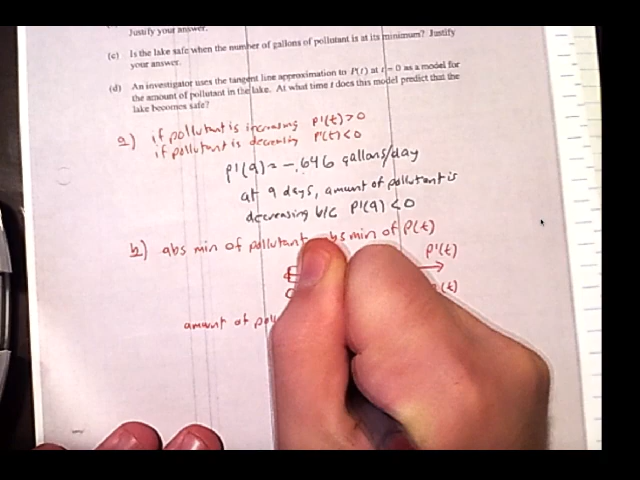 Justify your answer.
(c) Is the lake safe when the number of gallons of pollutant is at its minimum? Justify
your answer.
(d) An investigator uses the tangent line approximation to P(t) at t = 0 as a model for
the amount of pollutant in the lake. At what time t does this model predict that the
lake becomes safe?
a) if pollutant is increasing P'(t) > 0
if pollutant is decreasing P'(t) < 0
P'(9) = -.646 gallons/day
at 9 days, amount of pollutant is
decreasing b/c P'(9) < 0
b) abs min of pollutant abs min of P(t)
P'(t)
(t)
amount of poll